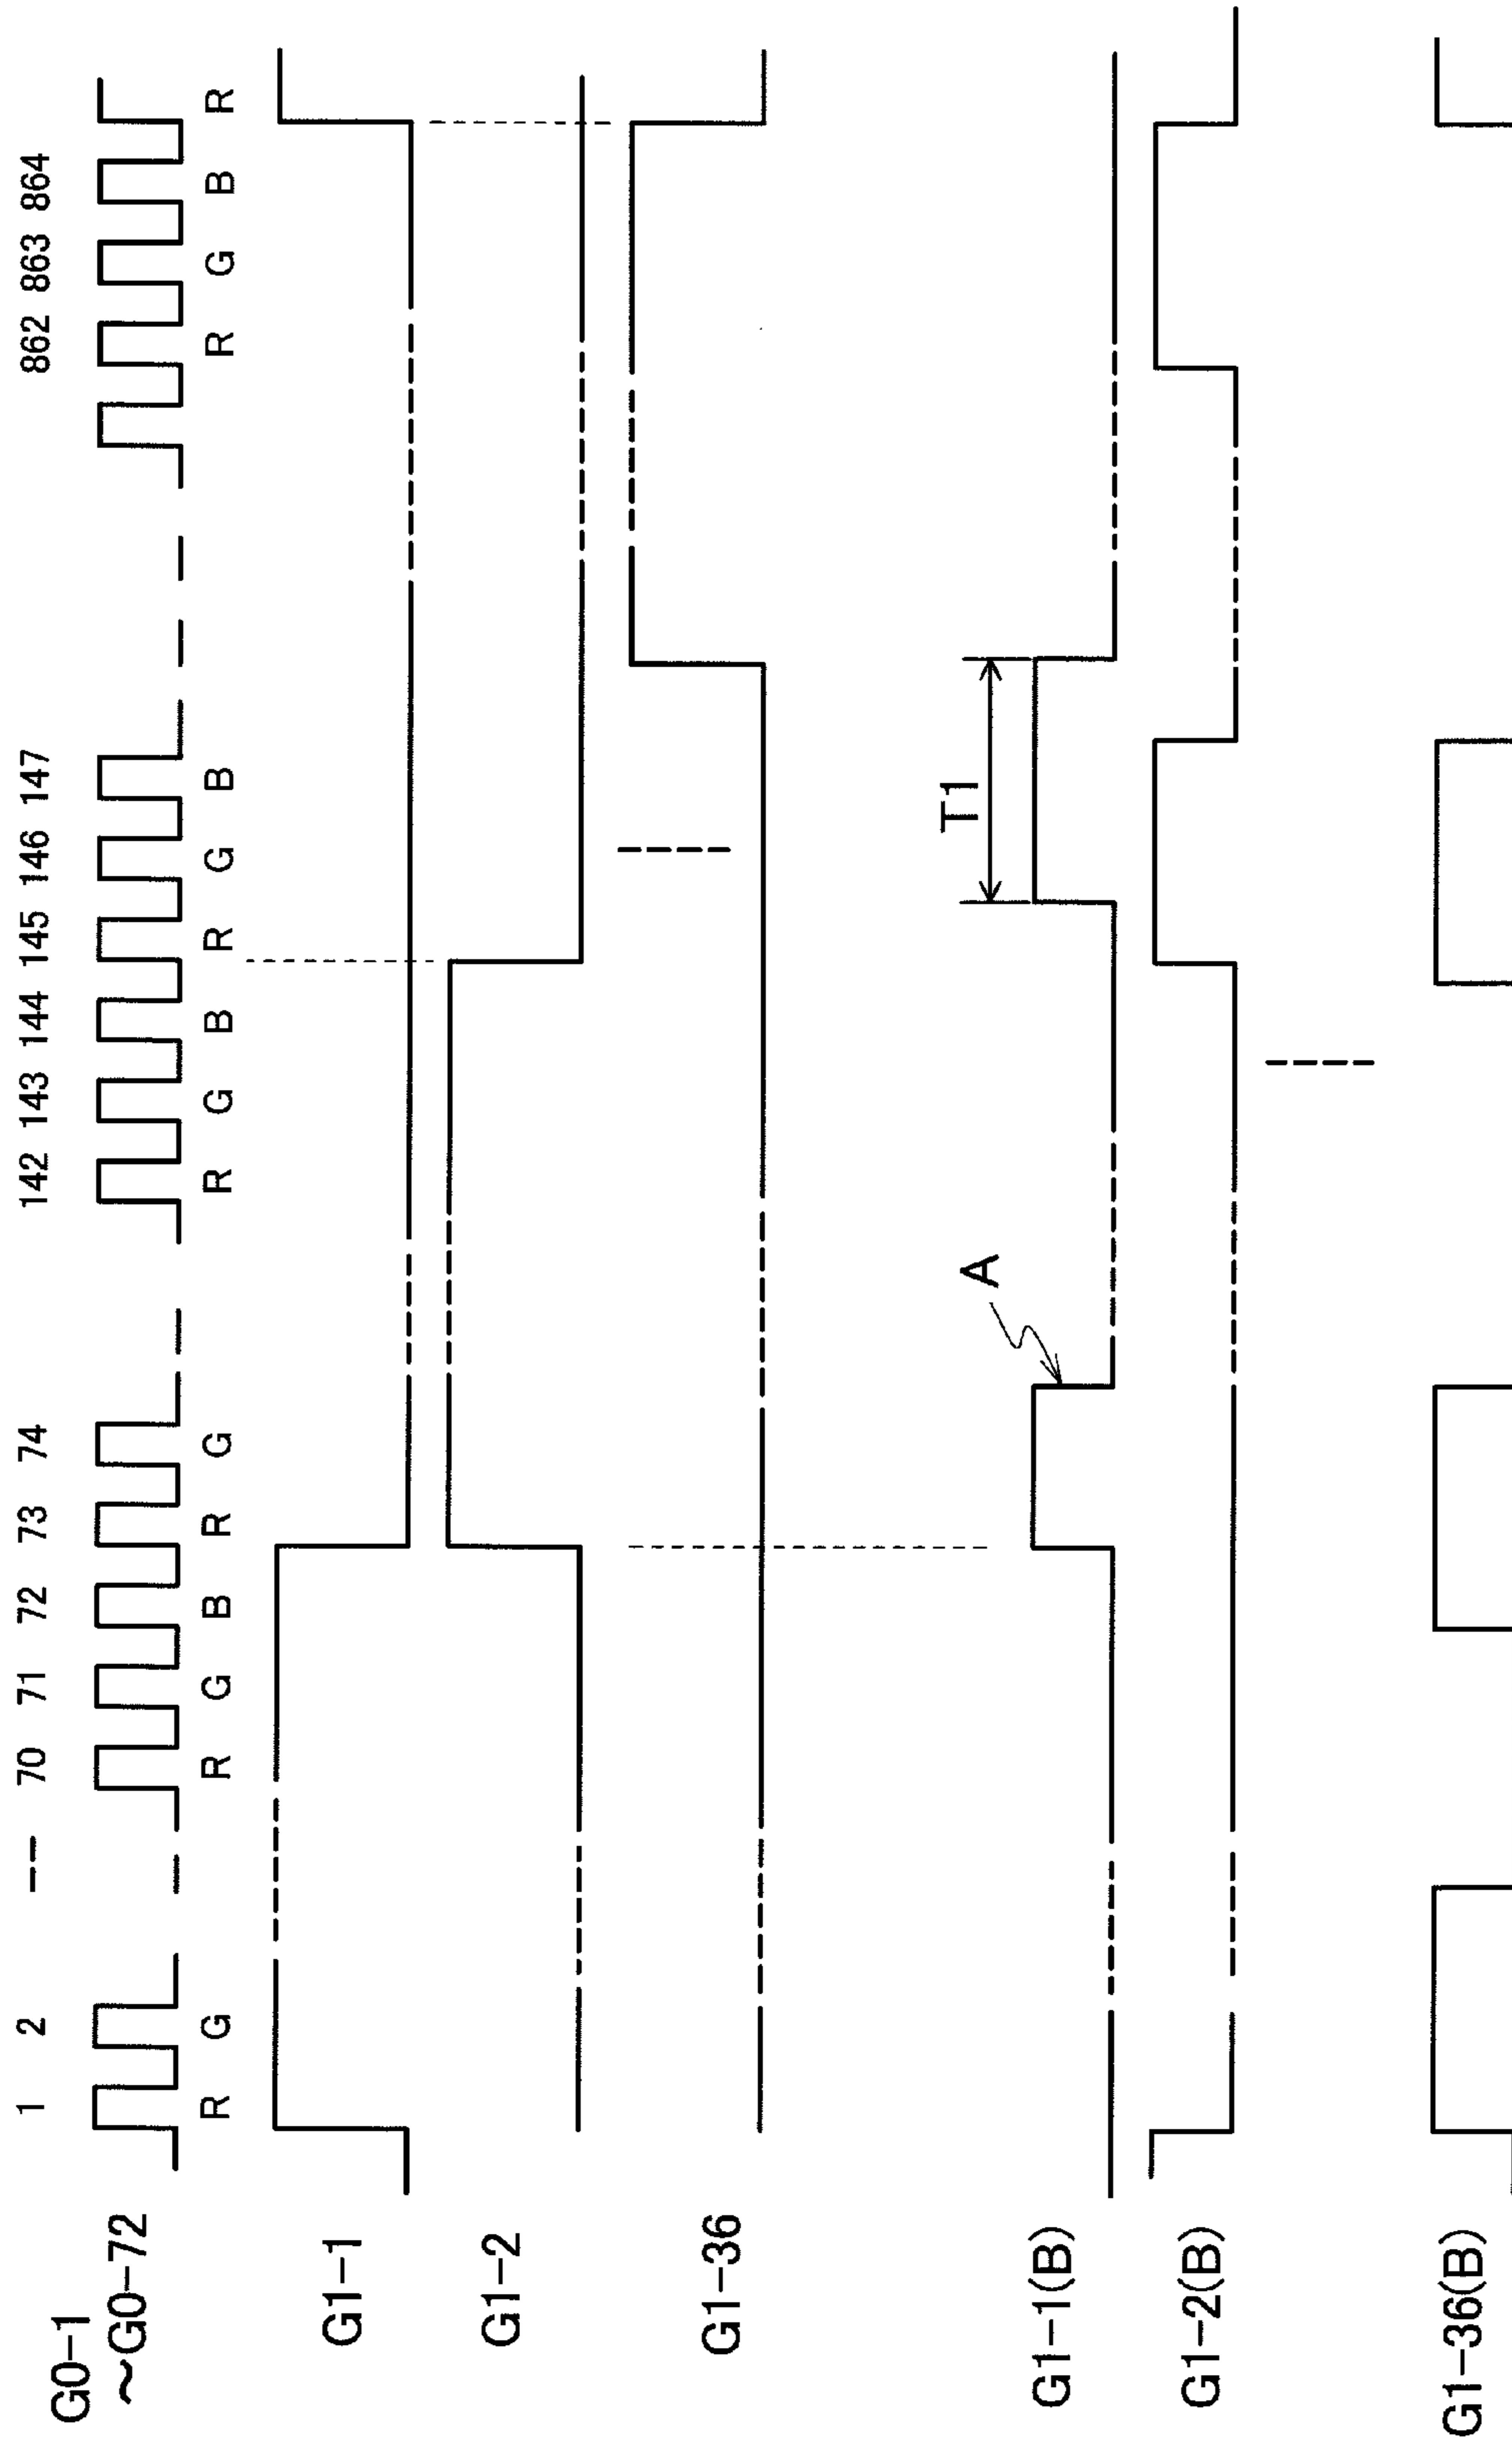 1 2 -- 70 71 72 73 74 142 143 144 145 146 147 862 863 864
G0-1
~G0-72
R G R G B R G R G B R G B R G B R
G1-1
G1-2
G1-36
A
T1
G1-1(B)
G1-2(B)
G1-36(B)